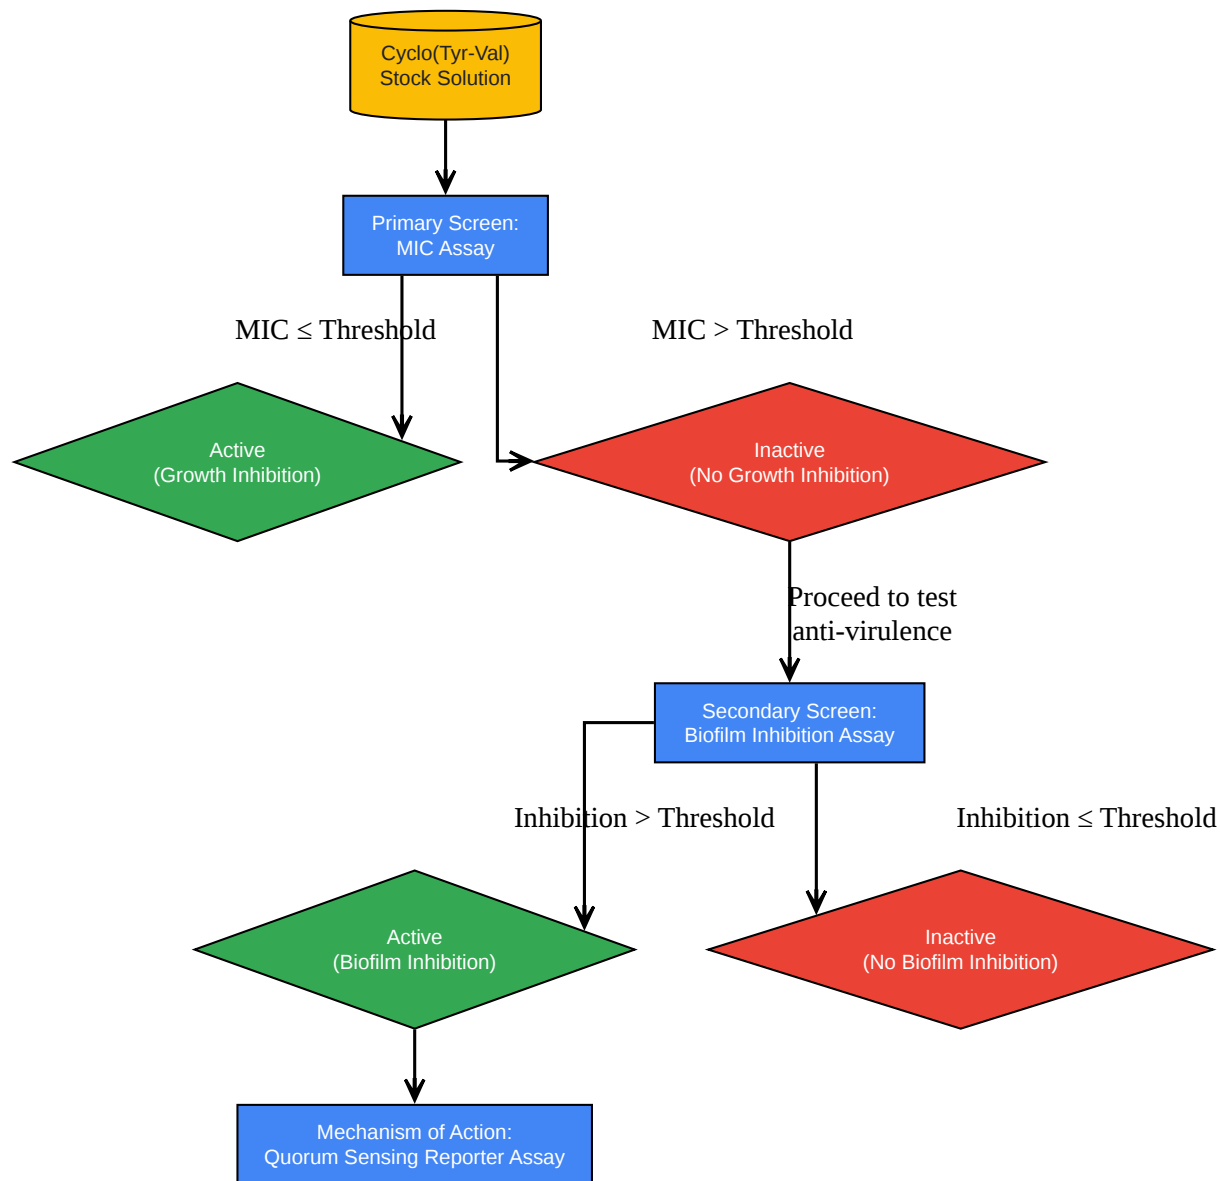 Cyclo(Tyr-Val)
Stock Solution
Primary Screen:
MIC Assay
MIC ≤ Threshold
MIC > Threshold
Active
(Growth Inhibition)
Inactive
(No Growth Inhibition)
Proceed to test
anti-virulence
Secondary Screen:
Biofilm Inhibition Assay
Inhibition > Threshold
Inhibition ≤ Threshold
Active
(Biofilm Inhibition)
Inactive
(No Biofilm Inhibition)
Mechanism of Action:
Quorum Sensing Reporter Assay